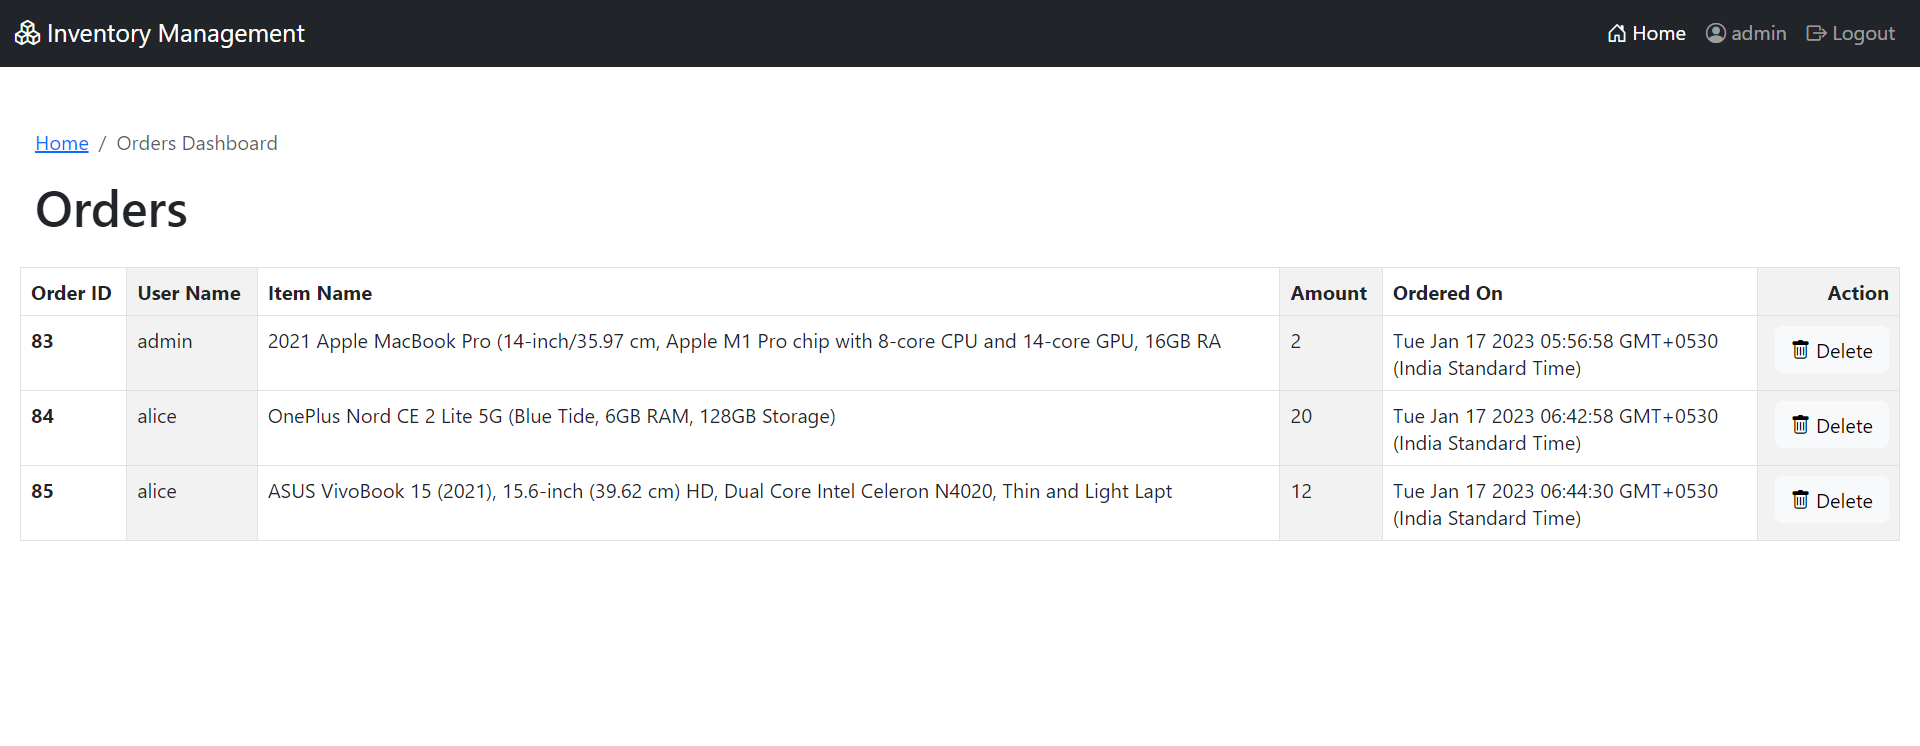 Inventory Management
Home admin Logout
Home / Orders Dashboard
Orders
Order ID User Name Item Name Amount Ordered On Action
83 admin 2021 Apple MacBook Pro (14-inch/35.97 cm, Apple M1 Pro chip with 8-core CPU and 14-core GPU, 16GB RA 2 Tue Jan 17 2023 05:56:58 GMT+0530 Delete
(India Standard Time)
84 alice OnePlus Nord CE 2 Lite 5G (Blue Tide, 6GB RAM, 128GB Storage) 20 Tue Jan 17 2023 06:42:58 GMT+0530 Delete
(India Standard Time)
85 alice ASUS VivoBook 15 (2021), 15.6-inch (39.62 cm) HD, Dual Core Intel Celeron N4020, Thin and Light Lapt 12 Tue Jan 17 2023 06:44:30 GMT+0530 Delete
(India Standard Time)